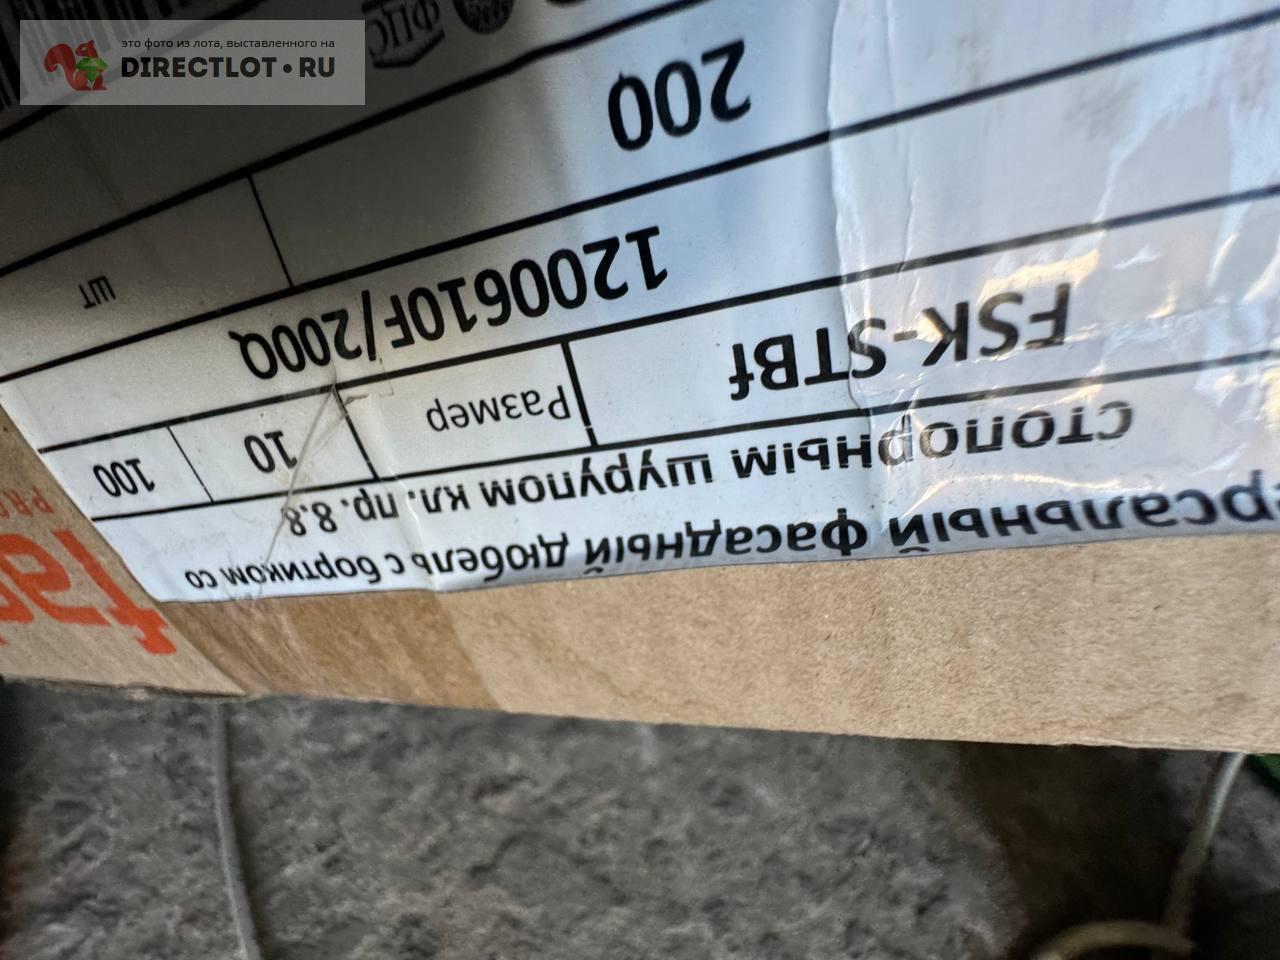 это фото из лота, выставленного на
DIRECTLOT.RU
фасадный дюбель с бортиком со
стопорным шурупом кл. пр. 8.8
FSK-STBf Размер 10 100
1200610F/200Q
200 шт